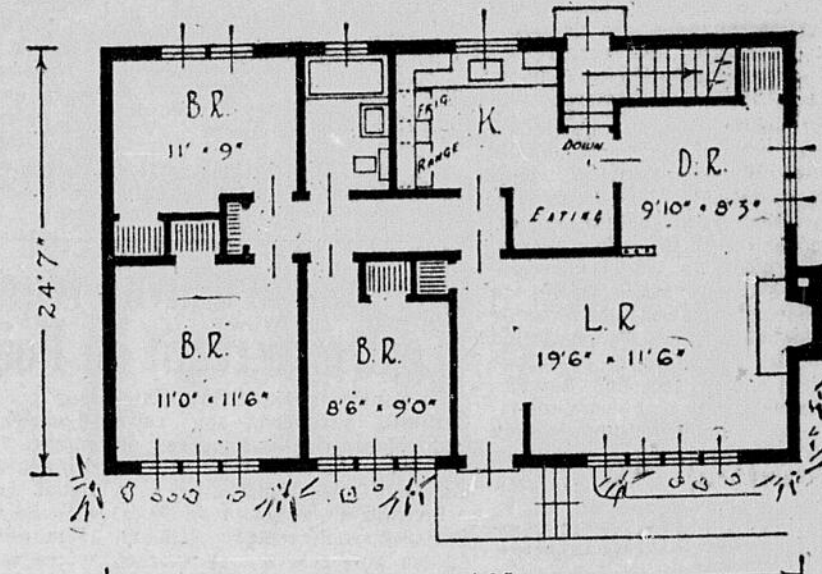 B.R.
11' × 9"
FRIG.
RANGE
K.
DOWN
EATING
D.R.
9'10" × 8'3"
24'7"
B.R.
11'0" × 11'6"
B.R.
8'6" × 9'0"
L.R
19'6" × 11'6"